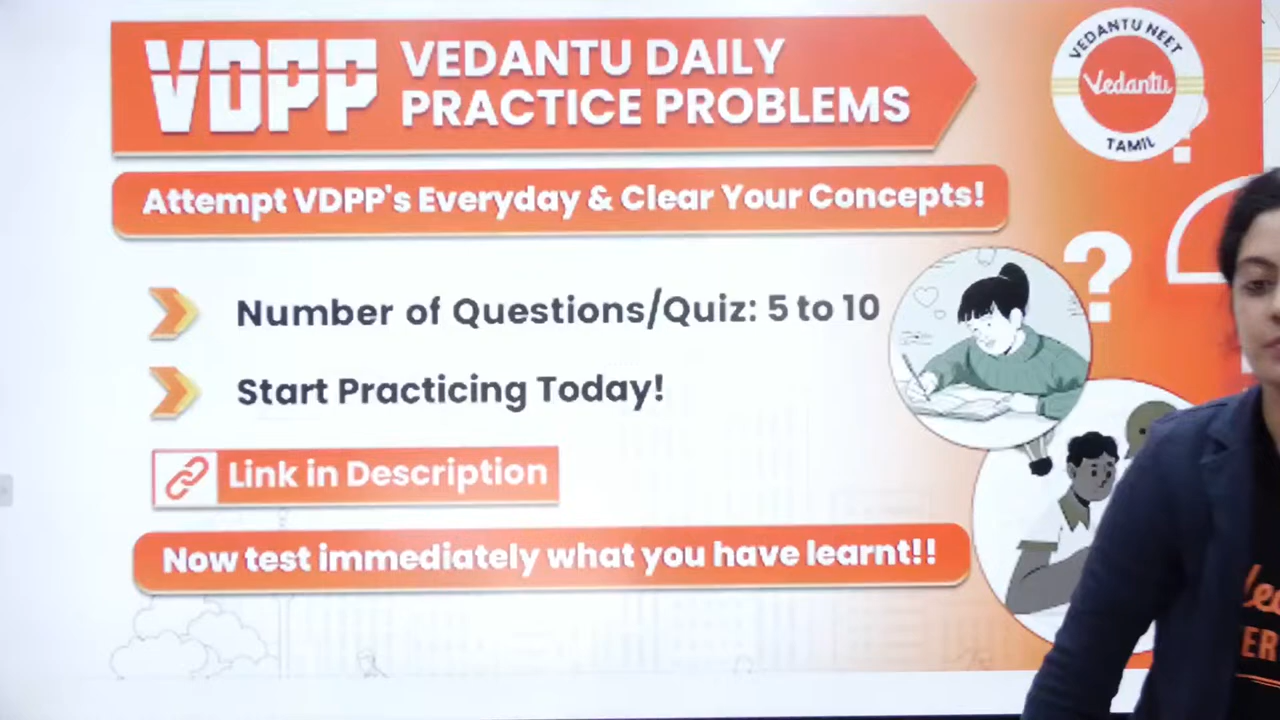 VDPP
VEDANTU DAILY
PRACTICE PROBLEMS
VEDANTU NEET
Vedantu
TAMIL
Attempt VDPP's Everyday & Clear Your Concepts!
Number of Questions/Quiz: 5 to 10
Start Practicing Today!
Link in Description
Now test immediately what you have learnt!!